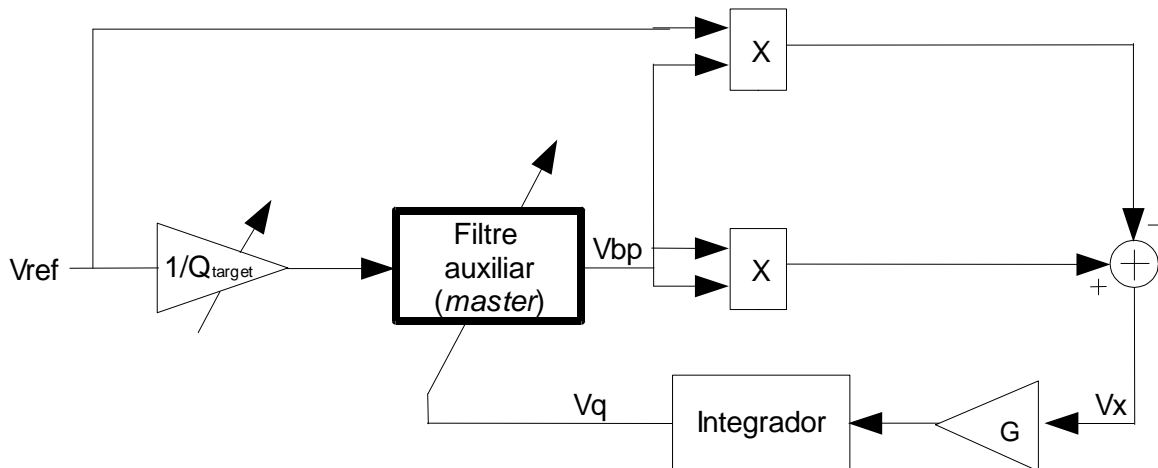 X
Filtre
auxiliar
(master)
Vref
1/Qtarget
Vbp
X
−
+
+
Vq
Integrador
G
Vx